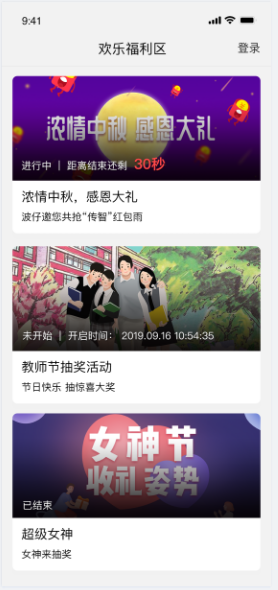 9:41
欢乐福利区 登录
浓情中秋 感恩大礼
进行中 | 距离结束还剩 30秒
浓情中秋，感恩大礼
波仔邀您共抢“传智”红包雨
未开始 | 开启时间： 2019.09.16 10:54:35
教师节抽奖活动
节日快乐 抽惊喜大奖
女神节
收礼姿势
已结束
超级女神
女神来抽奖